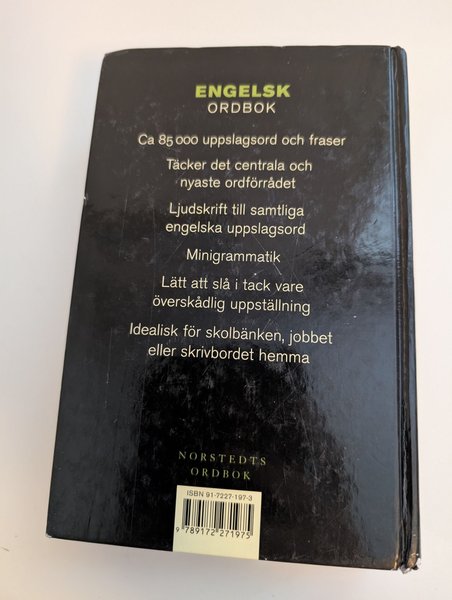 ENGELSK
ORDBOK
Ca 85 000 uppslagsord och fraser
Täcker det centrala och
nyaste ordförrådet
Ljudskrift till samtliga
engelska uppslagsord
Minigrammatik
Lätt att slå i tack vare
överskådlig uppställning
Idealisk för skolbänken, jobbet
eller skrivbordet hemma
NORSTEDTS
ORDBOK
ISBN 91-7227-197-3
9 789172 271975